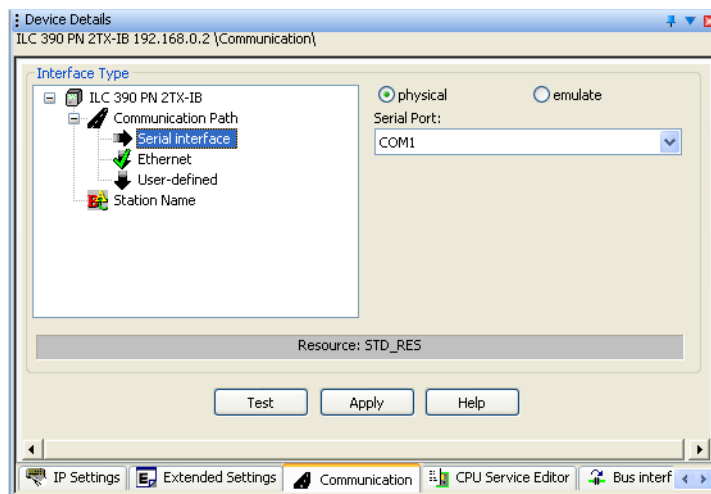 Device Details
ILC 390 PN 2TX-IB 192.168.0.2 \Communication\
Interface Type
ILC 390 PN 2TX-IB
Communication Path
Serial interface
Ethernet
User-defined
Station Name
physical emulate
Serial Port:
COM1
Resource: STD_RES
Test Apply Help
IP Settings Extended Settings Communication CPU Service Editor Bus interf